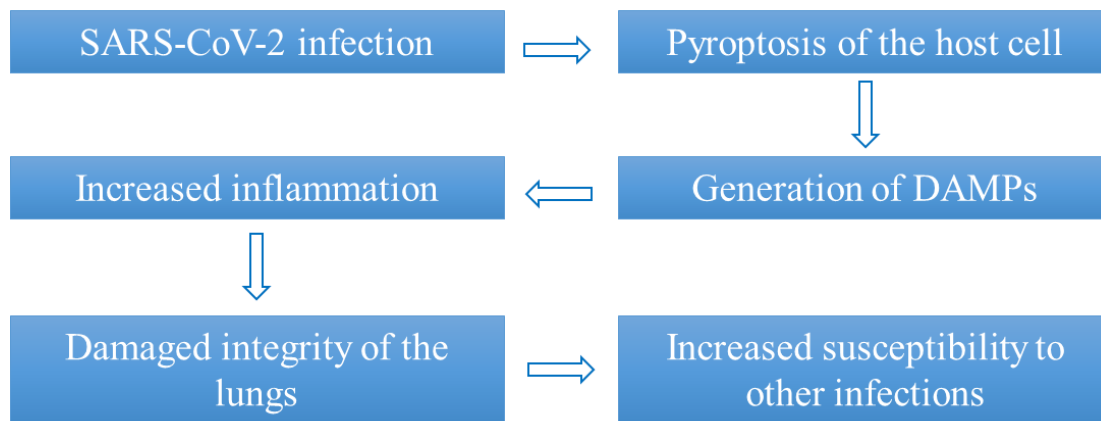 SARS-CoV-2 infection
Pyroptosis of the host cell
Generation of DAMPs
Increased inflammation
Damaged integrity of the
lungs
Increased susceptibility to
other infections